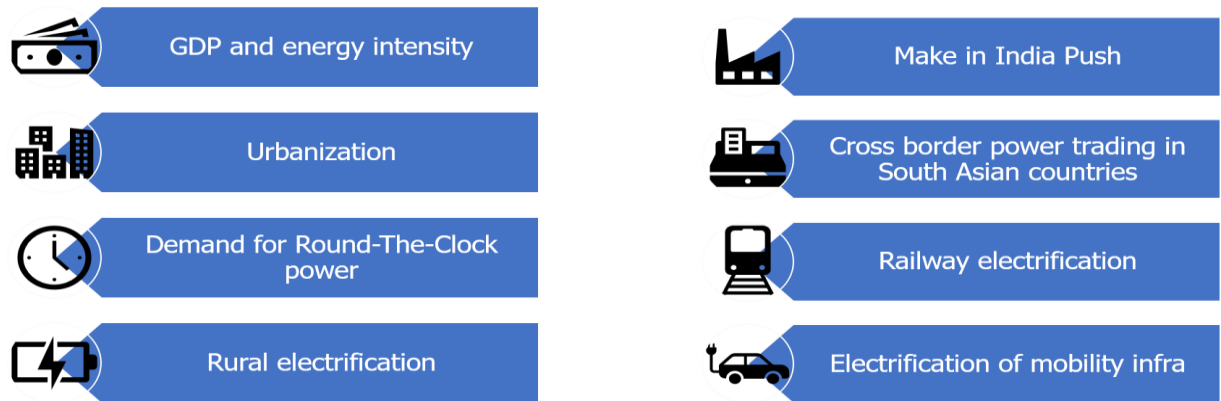 GDP and energy intensity
Urbanization
Demand for Round-The-Clock
power
Rural electrification
Make in India Push
Cross border power trading in
South Asian countries
Railway electrification
Electrification of mobility infra